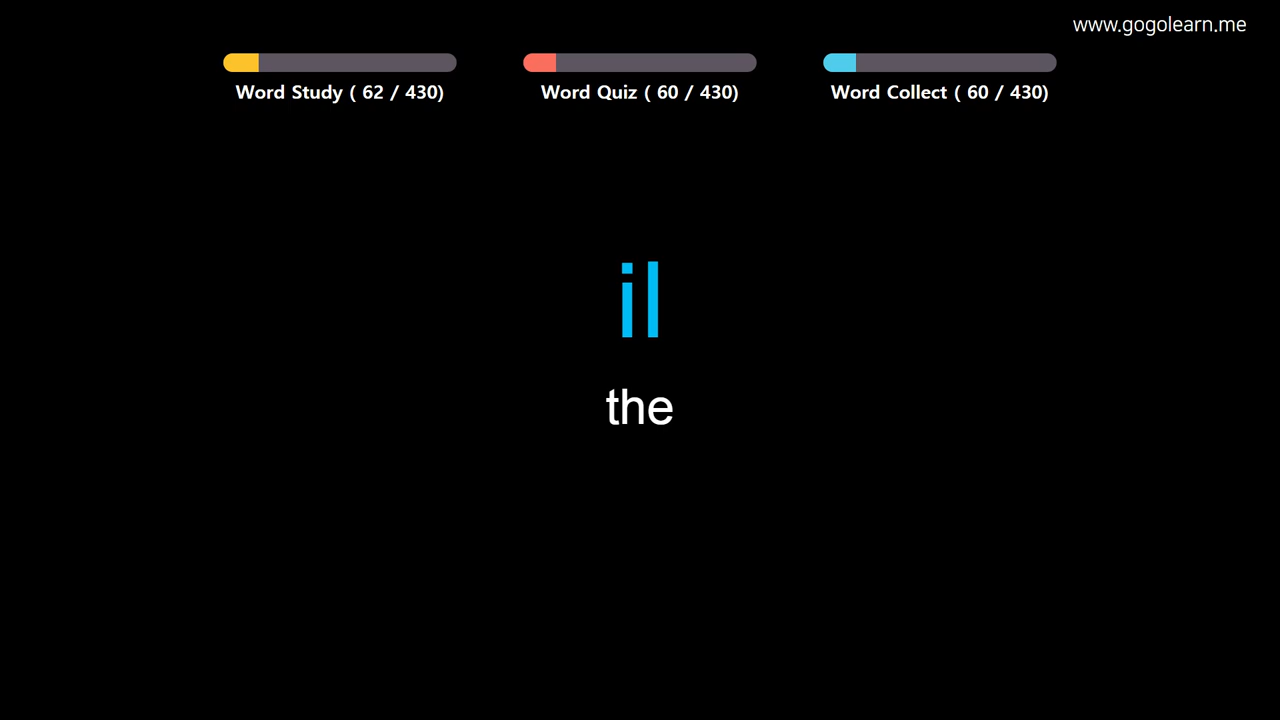 www.gogolearn.me
Word Study ( 62 / 430)
Word Quiz ( 60 / 430)
Word Collect ( 60 / 430)
il
the